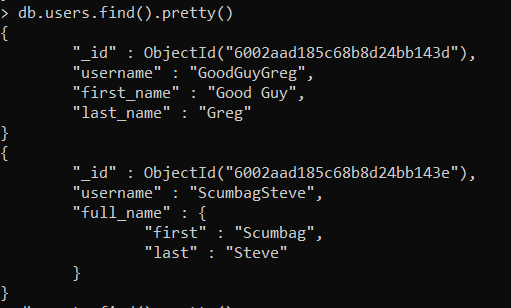 > db.users.find().pretty()
{
        "_id" : ObjectId("6002aad185c68b8d24bb143d"),
        "username" : "GoodGuyGreg",
        "first_name" : "Good Guy",
        "last_name" : "Greg"
}
{
        "_id" : ObjectId("6002aad185c68b8d24bb143e"),
        "username" : "ScumbagSteve",
        "full_name" : {
                "first" : "Scumbag",
                "last" : "Steve"
        }
}